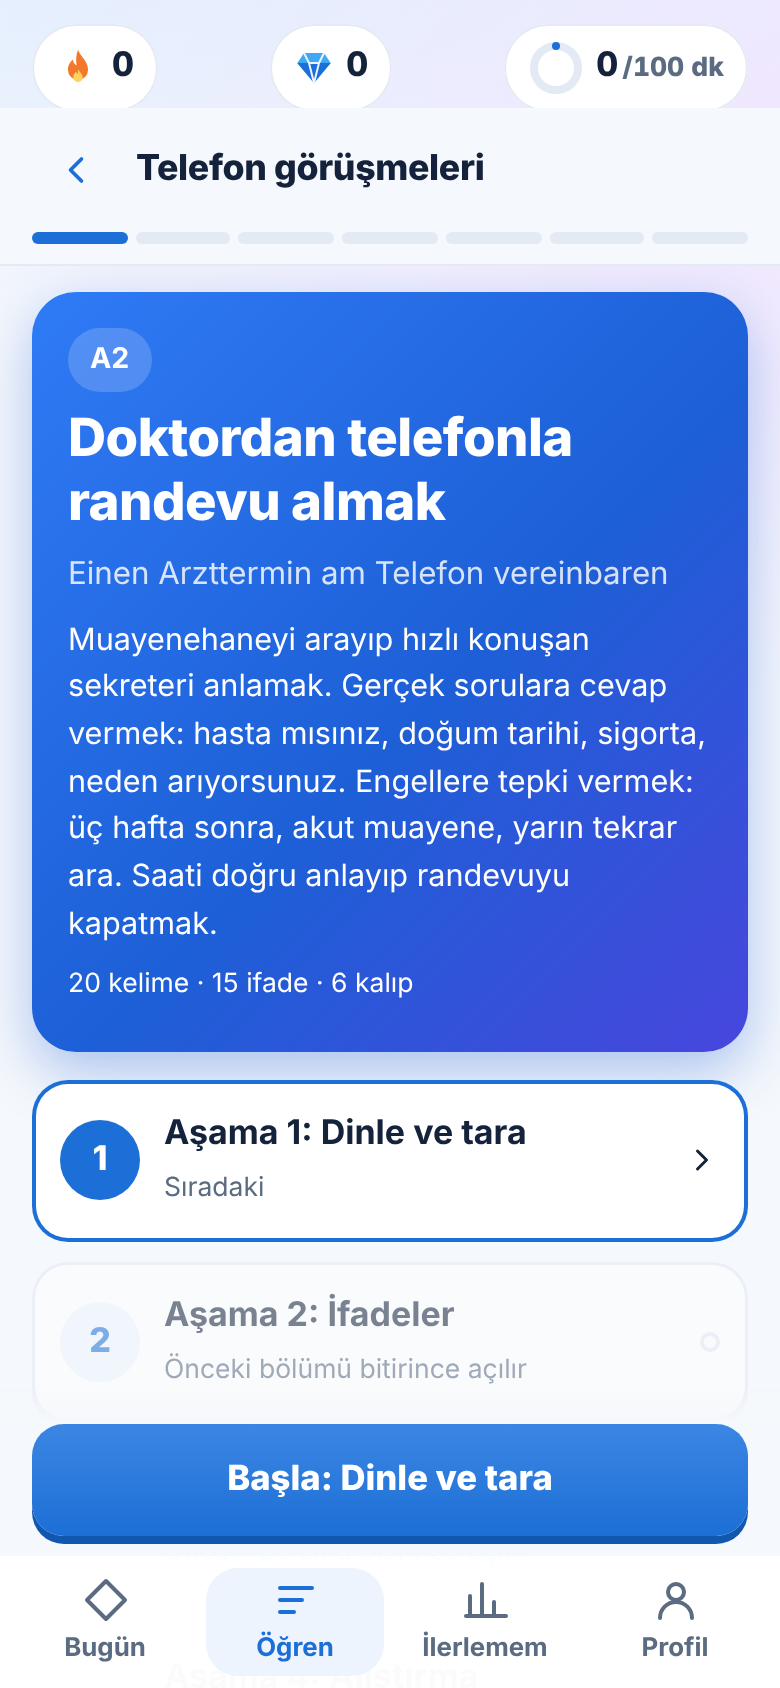 0
0
0/100 dk
Telefon görüşmeleri
A2
Doktordan telefonla
randevu almak
Einen Arzttermin am Telefon vereinbaren
Muayenehaneyi arayıp hızlı konuşan
sekreteri anlamak. Gerçek sorulara cevap
vermek: hasta mısınız, doğum tarihi, sigorta,
neden arıyorsunuz. Engellere tepki vermek:
üç hafta sonra, akut muayene, yarın tekrar
ara. Saati doğru anlayıp randevuyu
kapatmak.
20 kelime · 15 ifade · 6 kalıp
1
Aşama 1: Dinle ve tara
Sıradaki
2
Aşama 2: İfadeler
Önceki bölümü bitirince açılır
Başla: Dinle ve tara
Bugün
Öğren
İlerlemem
Profil
Aşama 4: Alıştırma